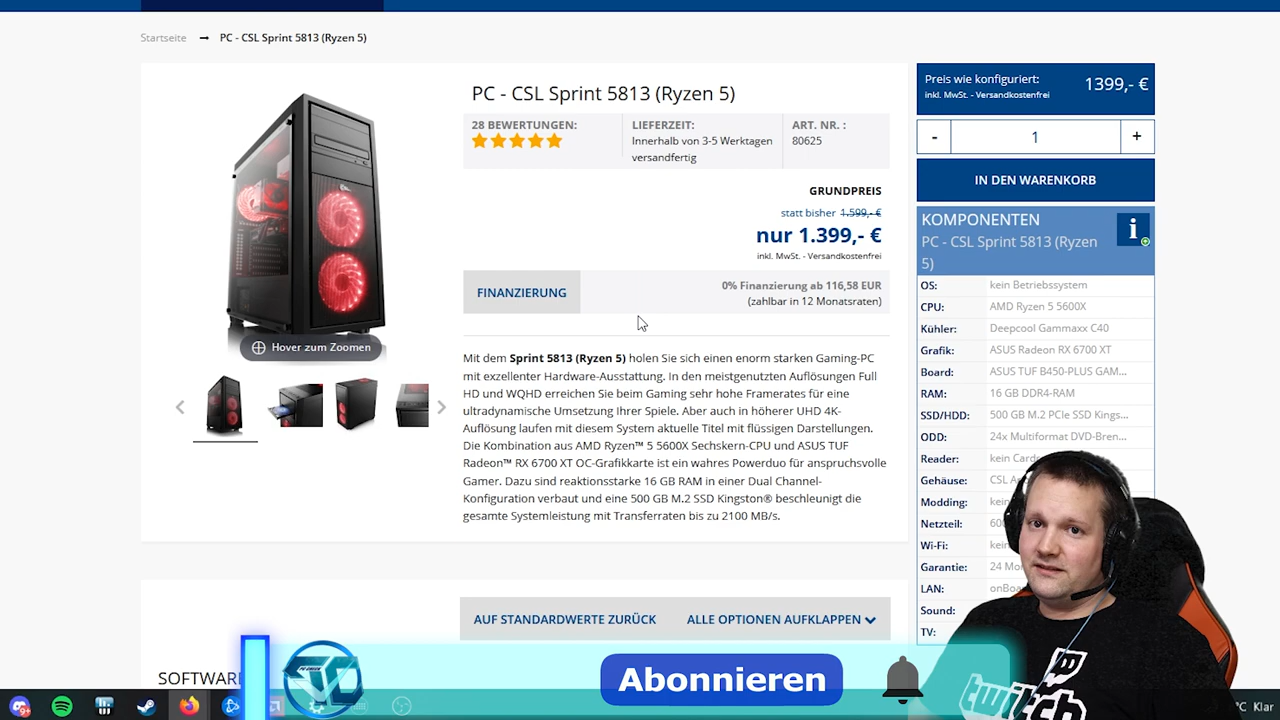 Startseite → PC - CSL Sprint 5813 (Ryzen 5)
PC - CSL Sprint 5813 (Ryzen 5)
28 BEWERTUNGEN:
LIEFERZEIT:
Innerhalb von 3-5 Werktagen
versandfertig
ART. NR. :
80625
GRUNDPREIS
statt bisher 1.599,- €
nur 1.399,- €
inkl. MwSt. - Versandkostenfrei
FINANZIERUNG
0% Finanzierung ab 116,58 EUR
(zahlbar in 12 Monatsraten)
Hover zum Zoomen
Mit dem Sprint 5813 (Ryzen 5) holen Sie sich einen enorm starken Gaming-PC
mit exzellenter Hardware-Ausstattung. In den meistgenutzten Auflösungen Full
HD und WQHD erreichen Sie beim Gaming sehr hohe Framerates für eine
ultradynamische Umsetzung Ihrer Spiele. Aber auch in höherer UHD 4K-
Auflösung laufen mit diesem System aktuelle Titel mit flüssigen Darstellungen.
Die Kombination aus AMD Ryzen™ 5 5600X Sechskern-CPU und ASUS TUF
Radeon™ RX 6700 XT OC-Grafikkarte ist ein wahres Powerduo für anspruchsvolle
Gamer. Dazu sind reaktionsstarke 16 GB RAM in einer Dual Channel-
Konfiguration verbaut und eine 500 GB M.2 SSD Kingston® beschleunigt die
gesamte Systemleistung mit Transferraten bis zu 2100 MB/s.
Preis wie konfiguriert: 1399,- €
inkl. MwSt. - Versandkostenfrei
- 1 +
IN DEN WARENKORB
KOMPONENTEN
PC - CSL Sprint 5813 (Ryzen
5)
OS: kein Betriebssystem
CPU: AMD Ryzen 5 5600X
Kühler: Deepcool Gammaxx C40
Grafik: ASUS Radeon RX 6700 XT
Board: ASUS TUF B450-PLUS GAM...
RAM: 16 GB DDR4-RAM
SSD/HDD: 500 GB M.2 PCIe SSD Kings...
ODD: 24x Multiformat DVD-Bren...
Reader: kein Card
Gehäuse: CSL
Modding: kein
Netzteil: 600
Wi-Fi: kein
Garantie: 24 Mo
LAN: onBoa
Sound:
TV:
AUF STANDARDWERTE ZURÜCK
ALLE OPTIONEN AUFKLAPPEN
SOFTWAR
Abonnieren
twitch
°C Klar